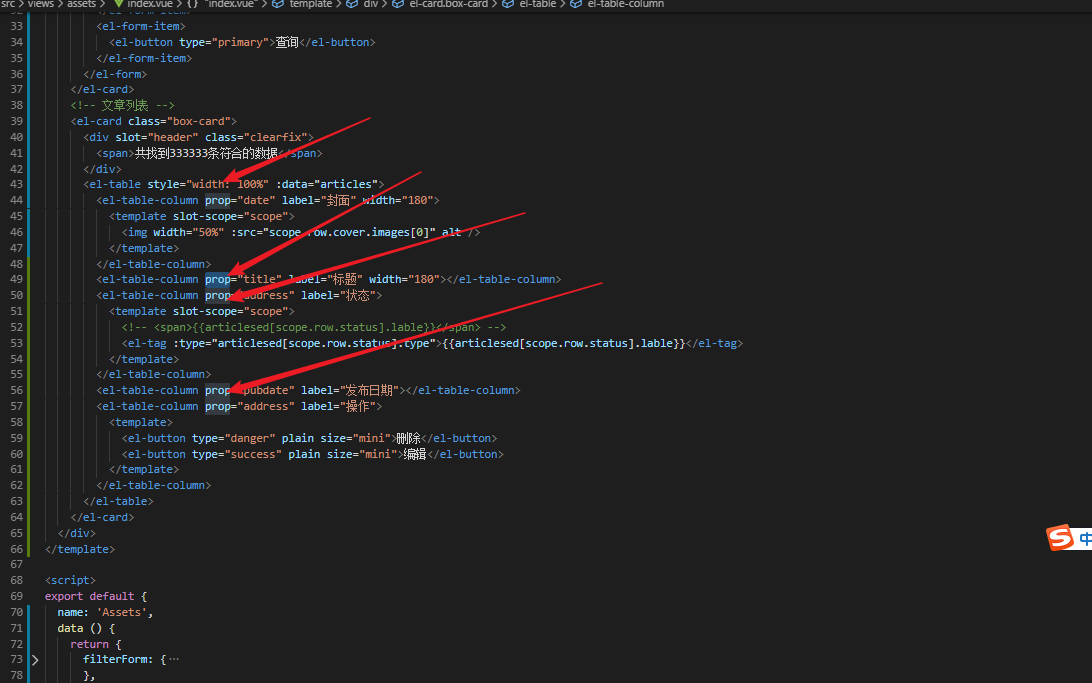 src > views > assets > index.vue > {} "index.vue" > template > div > el-card.box-card > el-table > el-table-column
33 <el-form-item>
34 <el-button type="primary">查询</el-button>
35 </el-form-item>
36 </el-form>
37 </el-card>
38 <!-- 文章列表 -->
39 <el-card class="box-card">
40 <div slot="header" class="clearfix">
41 <span>共找到333333条符合的数据</span>
42 </div>
43 <el-table style="width: 100%" :data="articles">
44 <el-table-column prop="date" label="封面" width="180">
45 <template slot-scope="scope">
46 <img width="50%" :src="scope.row.cover.images[0]" alt />
47 </template>
48 </el-table-column>
49 <el-table-column prop="title" label="标题" width="180"></el-table-column>
50 <el-table-column prop="address" label="状态">
51 <template slot-scope="scope">
52 <!-- <span>{{articlesed[scope.row.status].lable}}</span> -->
53 <el-tag :type="articlesed[scope.row.status].type">{{articlesed[scope.row.status].lable}}</el-tag>
54 </template>
55 </el-table-column>
56 <el-table-column prop="pubdate" label="发布日期"></el-table-column>
57 <el-table-column prop="address" label="操作">
58 <template>
59 <el-button type="danger" plain size="mini">删除</el-button>
60 <el-button type="success" plain size="mini">编辑</el-button>
61 </template>
62 </el-table-column>
63 </el-table>
64 </el-card>
65 </div>
66 </template>
67
68 <script>
69 export default {
70 name: 'Assets',
71 data () {
72 return {
73 filterForm: {…
78 },
S 中